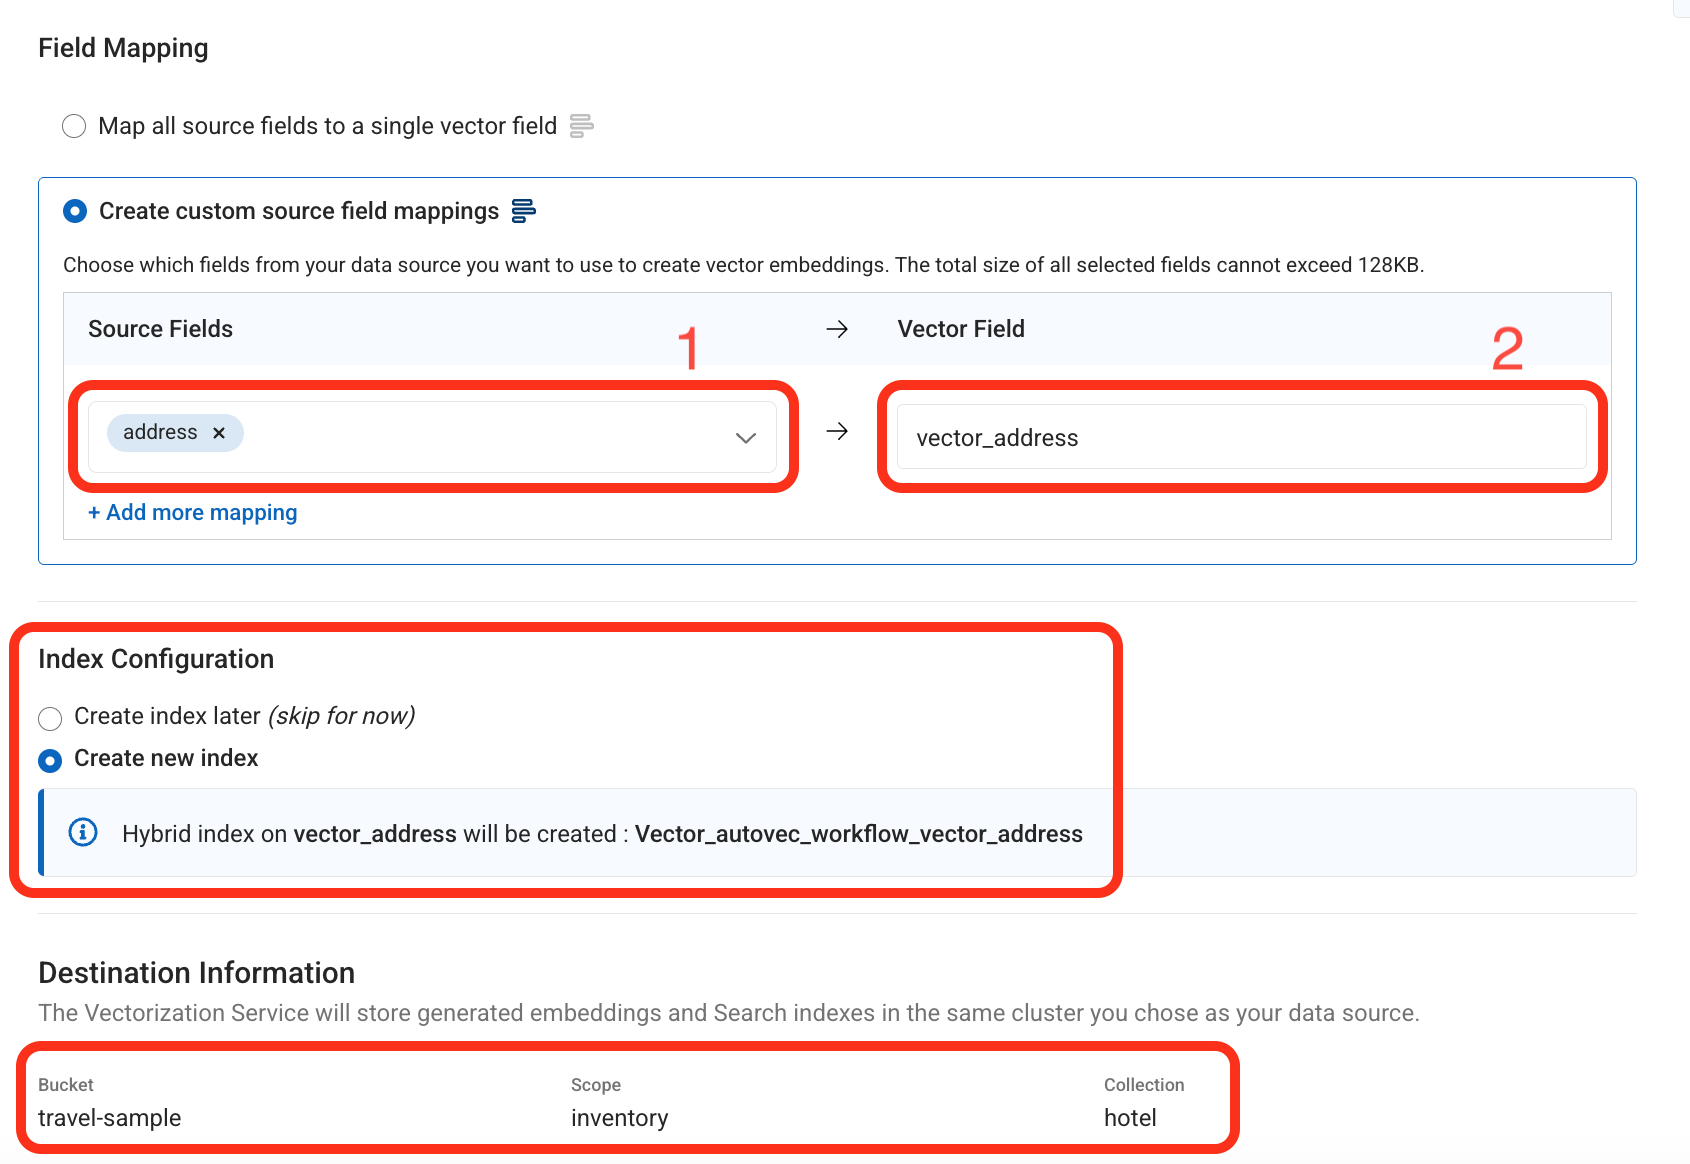 Field Mapping
Map all source fields to a single vector field
Create custom source field mappings
Choose which fields from your data source you want to use to create vector embeddings. The total size of all selected fields cannot exceed 128KB.
Source Fields 1 → Vector Field 2
address × → vector_address
+ Add more mapping
Index Configuration
Create index later (skip for now)
Create new index
Hybrid index on vector_address will be created : Vector_autovec_workflow_vector_address
Destination Information
The Vectorization Service will store generated embeddings and Search indexes in the same cluster you chose as your data source.
Bucket Scope Collection
travel-sample inventory hotel